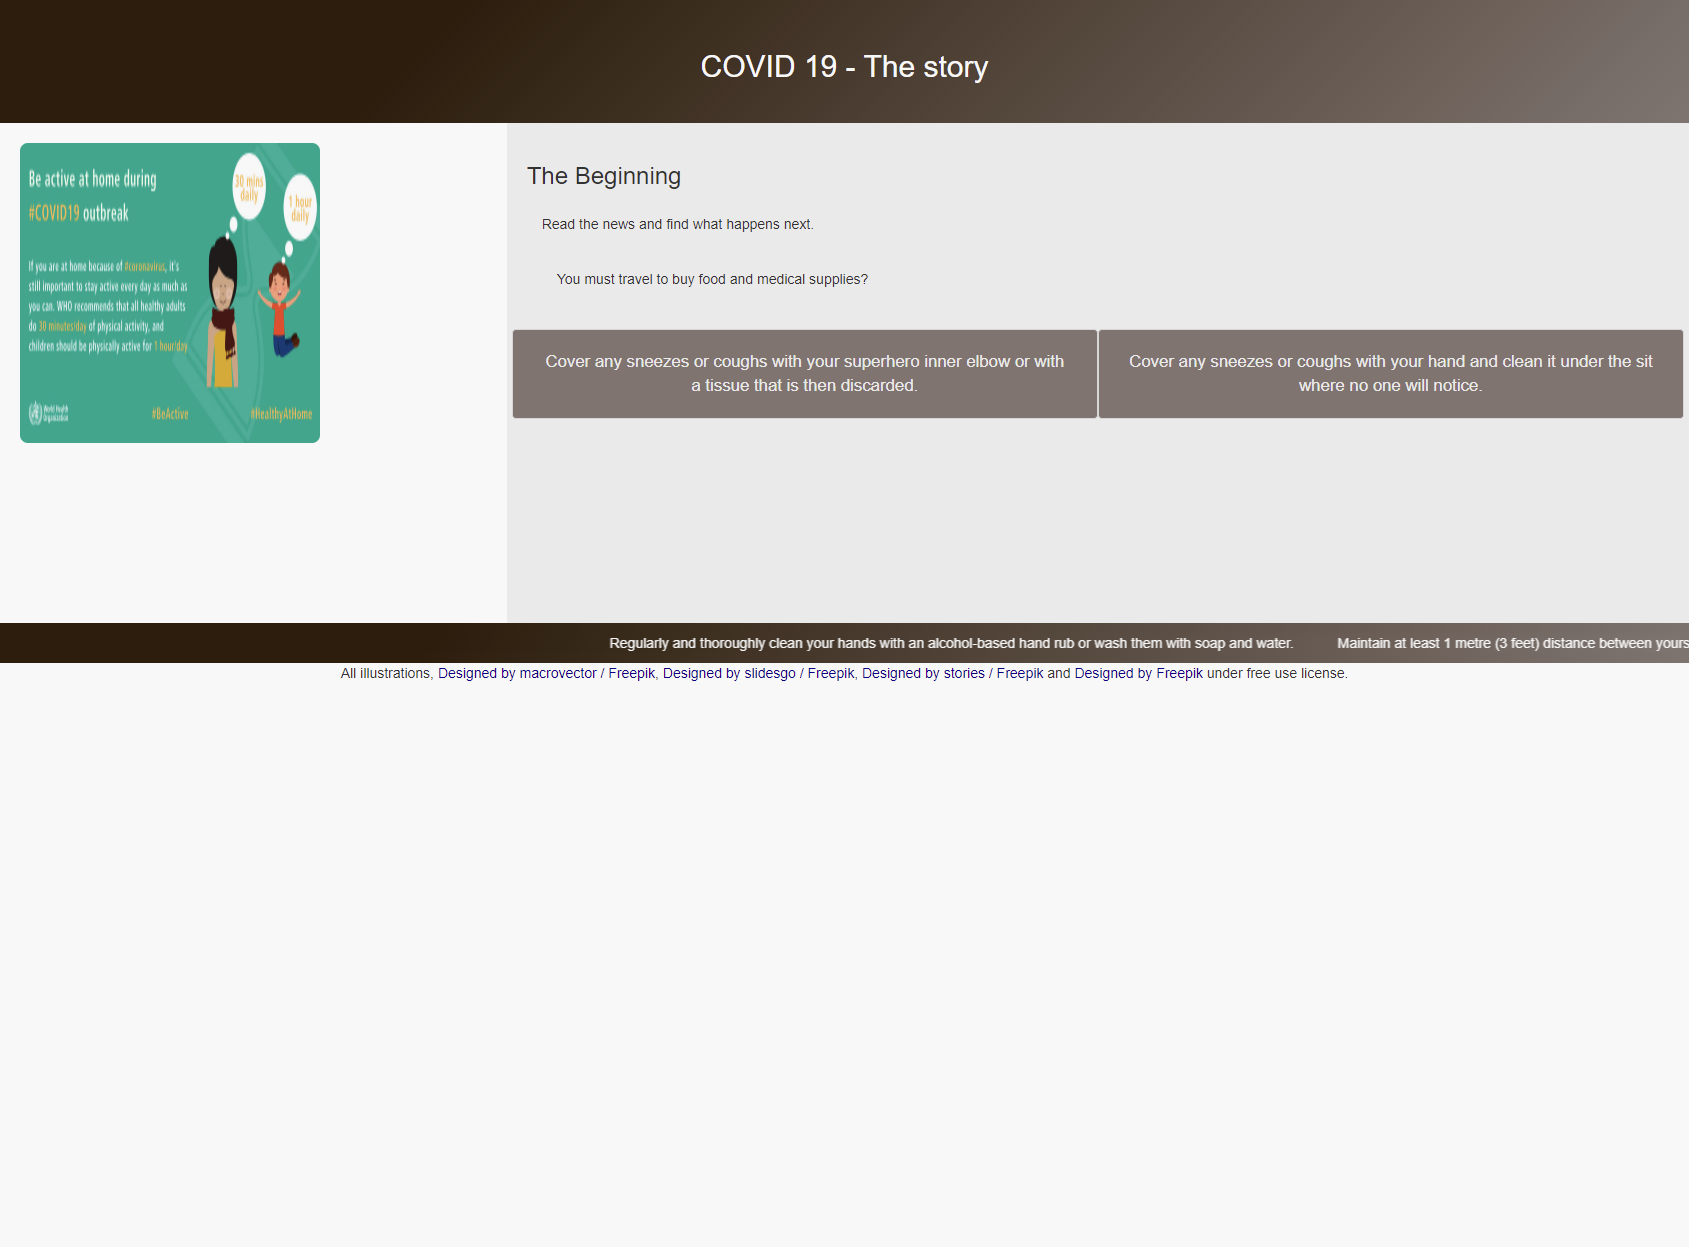 COVID 19 - The story
Be active at home during
#COVID19 outbreak
30 mins
daily
1 hour
daily
If you are at home because of #coronavirus, it's
still important to stay active every day as much as
you can. WHO recommends that all healthy adults
do 30 minutes/day of physical activity, and
children should be physically active for 1 hour/day
World Health
Organization
#BeActive
#HealthyAtHome
The Beginning
Read the news and find what happens next.
You must travel to buy food and medical supplies?
Cover any sneezes or coughs with your superhero inner elbow or with
a tissue that is then discarded.
Cover any sneezes or coughs with your hand and clean it under the sit
where no one will notice.
Regularly and thoroughly clean your hands with an alcohol-based hand rub or wash them with soap and water.
Maintain at least 1 metre (3 feet) distance between yours
All illustrations, Designed by macrovector / Freepik, Designed by slidesgo / Freepik, Designed by stories / Freepik and Designed by Freepik under free use license.